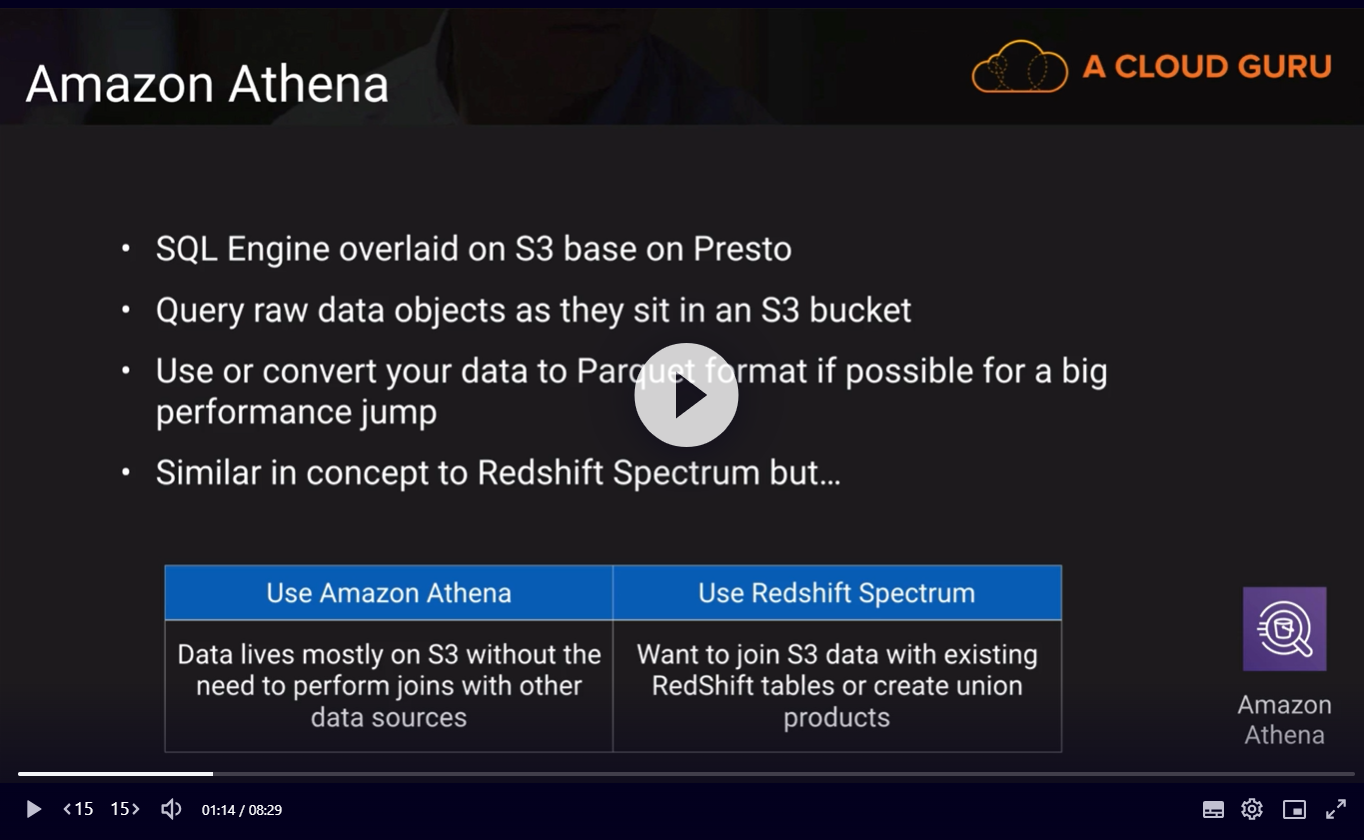 Amazon Athena
A CLOUD GURU
• SQL Engine overlaid on S3 base on Presto
• Query raw data objects as they sit in an S3 bucket
• Use or convert your data to Parquet format if possible for a big
performance jump
• Similar in concept to Redshift Spectrum but...
Use Amazon Athena
Data lives mostly on S3 without the
need to perform joins with other
data sources
Use Redshift Spectrum
Want to join S3 data with existing
RedShift tables or create union
products
Amazon
Athena
15
15
01:14 / 08:29